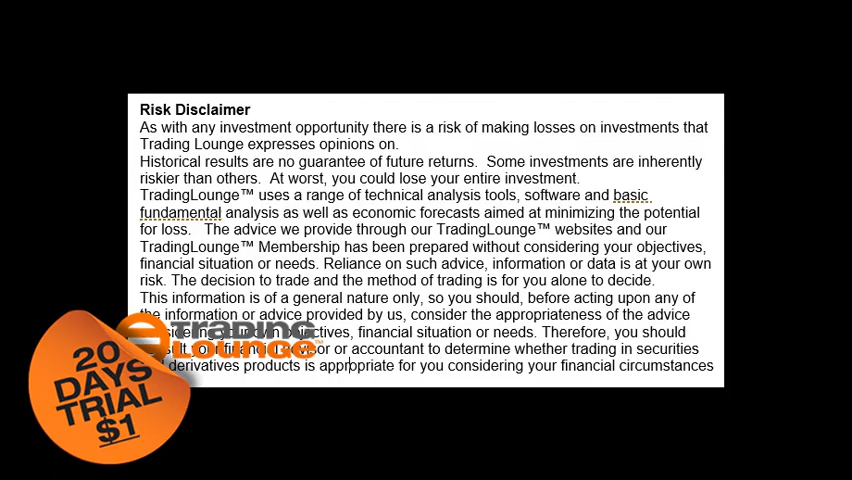 Risk Disclaimer
As with any investment opportunity there is a risk of making losses on investments that
Trading Lounge expresses opinions on.
Historical results are no guarantee of future returns. Some investments are inherently
riskier than others. At worst, you could lose your entire investment.
TradingLounge™ uses a range of technical analysis tools, software and basic
fundamental analysis as well as economic forecasts aimed at minimizing the potential
for loss. The advice we provide through our TradingLounge™ websites and our
TradingLounge™ Membership has been prepared without considering your objectives,
financial situation or needs. Reliance on such advice, information or data is at your own
risk. The decision to trade and the method of trading is for you alone to decide.
This information is of a general nature only, so you should, before acting upon any of
the information or advice provided by us, consider the appropriateness of the advice
your own objectives, financial situation or needs. Therefore, you should
your financial advisor or accountant to determine whether trading in securities
derivatives products is appropriate for you considering your financial circumstances
TRADING
LOUNGE™
20
DAYS
TRIAL
$1